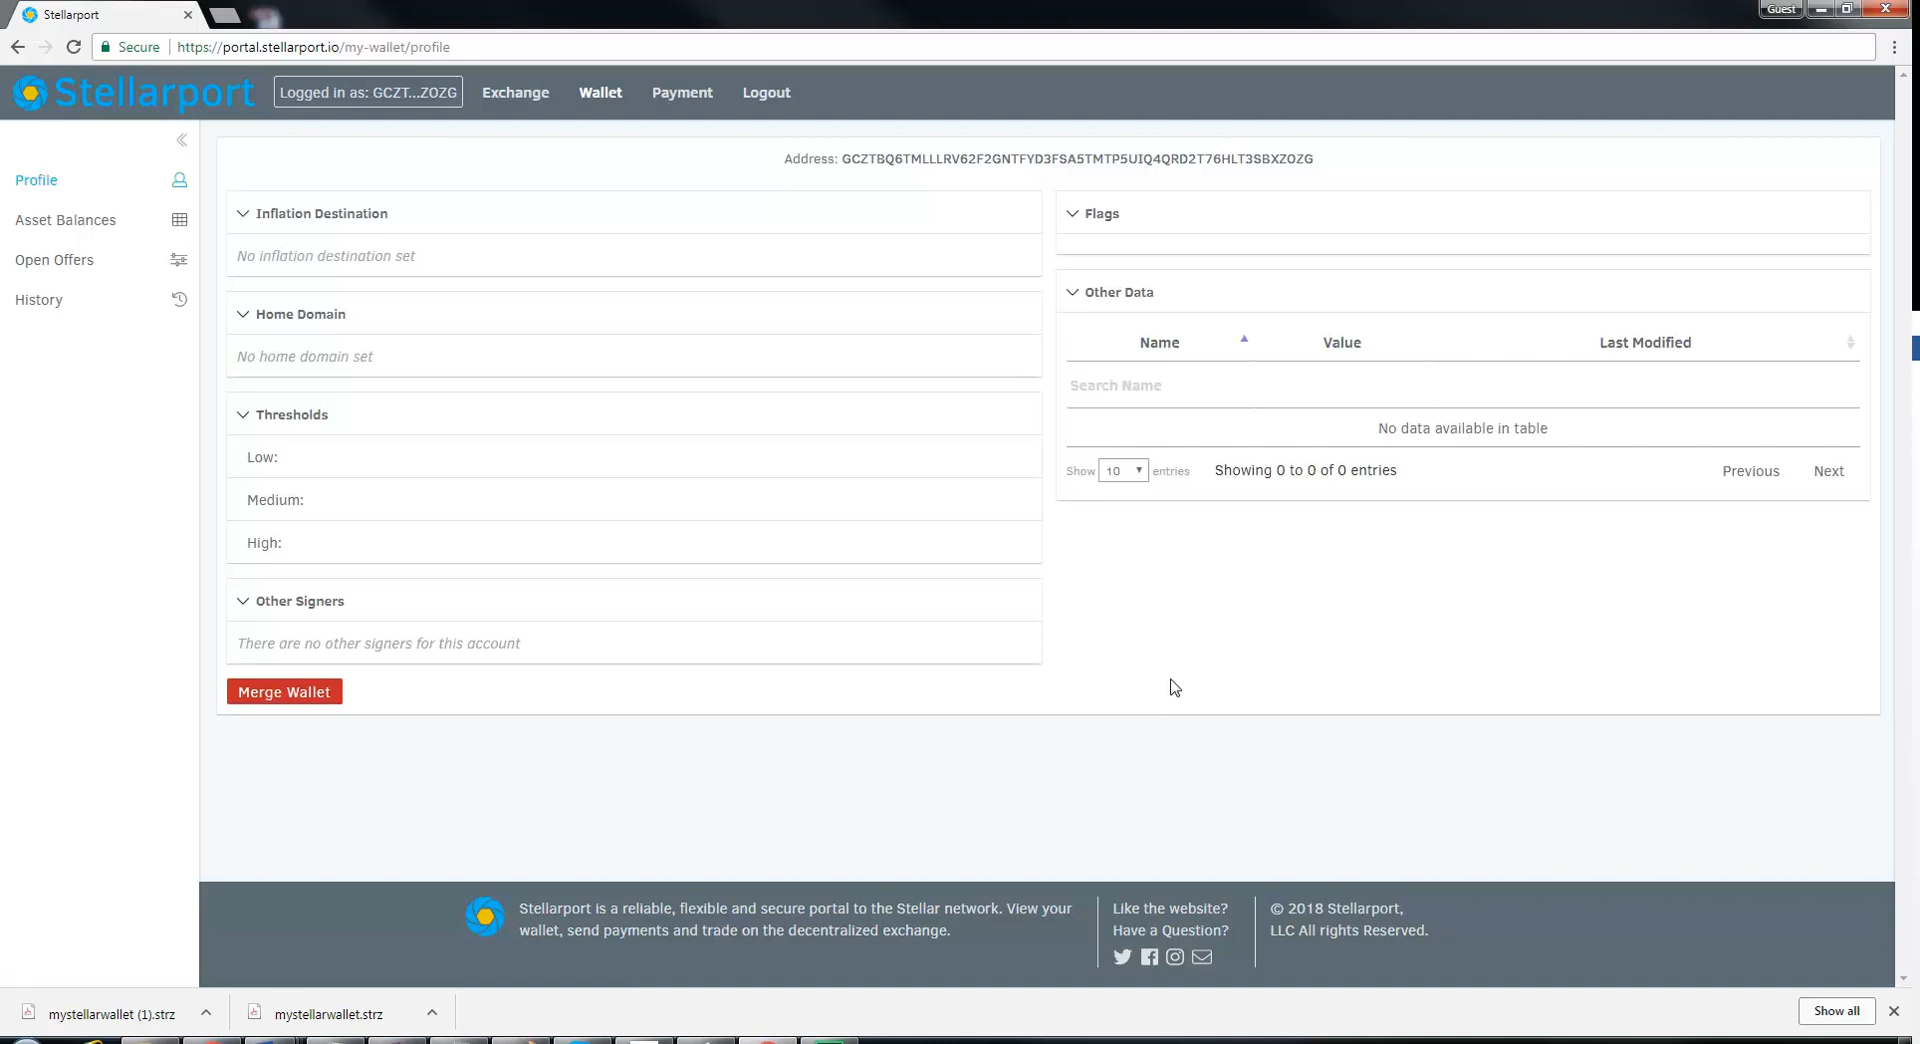 Stellarport
Guest
Secure
https://portal.stellarport.io/my-wallet/profile
Stellarport
Logged in as: GCZT...ZOZG
Exchange
Wallet
Payment
Logout
Profile
Asset Balances
Open Offers
History
Address: GCZTBQ6TMLLLRV62F2GNTFYD3FSA5TMTP5UIQ4QRD2T76HLT3SBXZOZG
Inflation Destination
No inflation destination set
Home Domain
No home domain set
Thresholds
Low:
Medium:
High:
Other Signers
There are no other signers for this account
Merge Wallet
Flags
Other Data
Name
Value
Last Modified
Search Name
No data available in table
Show 10 entries
Showing 0 to 0 of 0 entries
Previous
Next
Stellarport is a reliable, flexible and secure portal to the Stellar network. View your
wallet, send payments and trade on the decentralized exchange.
Like the website?
Have a Question?
© 2018 Stellarport,
LLC All rights Reserved.
mystellarwallet (1).strz
mystellarwallet.strz
Show all